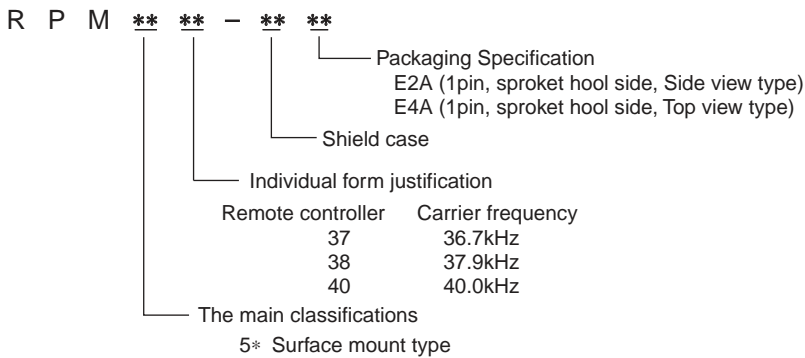 R P M ** ** – ** **
Packaging Specification
E2A (1pin, sproket hool side, Side view type)
E4A (1pin, sproket hool side, Top view type)
Shield case
Individual form justification
Remote controller Carrier frequency
37 36.7kHz
38 37.9kHz
40 40.0kHz
The main classifications
5* Surface mount type